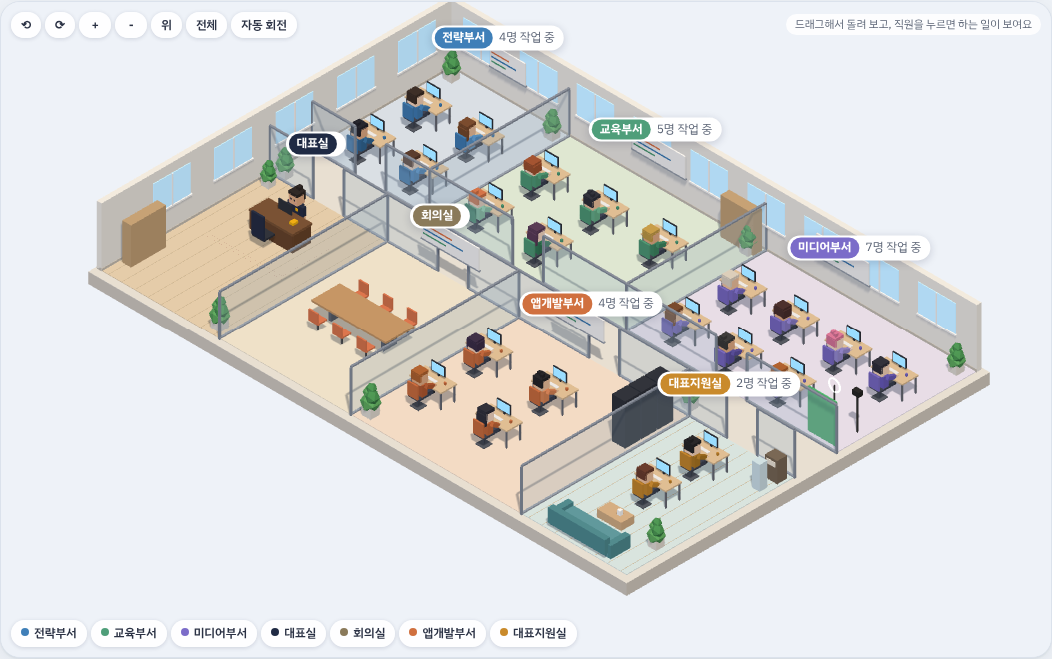 ⟲ ⟳ + - 위 전체 자동 회전
드래그해서 돌려 보고, 직원을 누르면 하는 일이 보여요
전략부서 4명 작업 중
교육부서 5명 작업 중
대표실
회의실
미디어부서 7명 작업 중
앱개발부서 4명 작업 중
대표지원실 2명 작업 중
전략부서 교육부서 미디어부서 대표실 회의실 앱개발부서 대표지원실